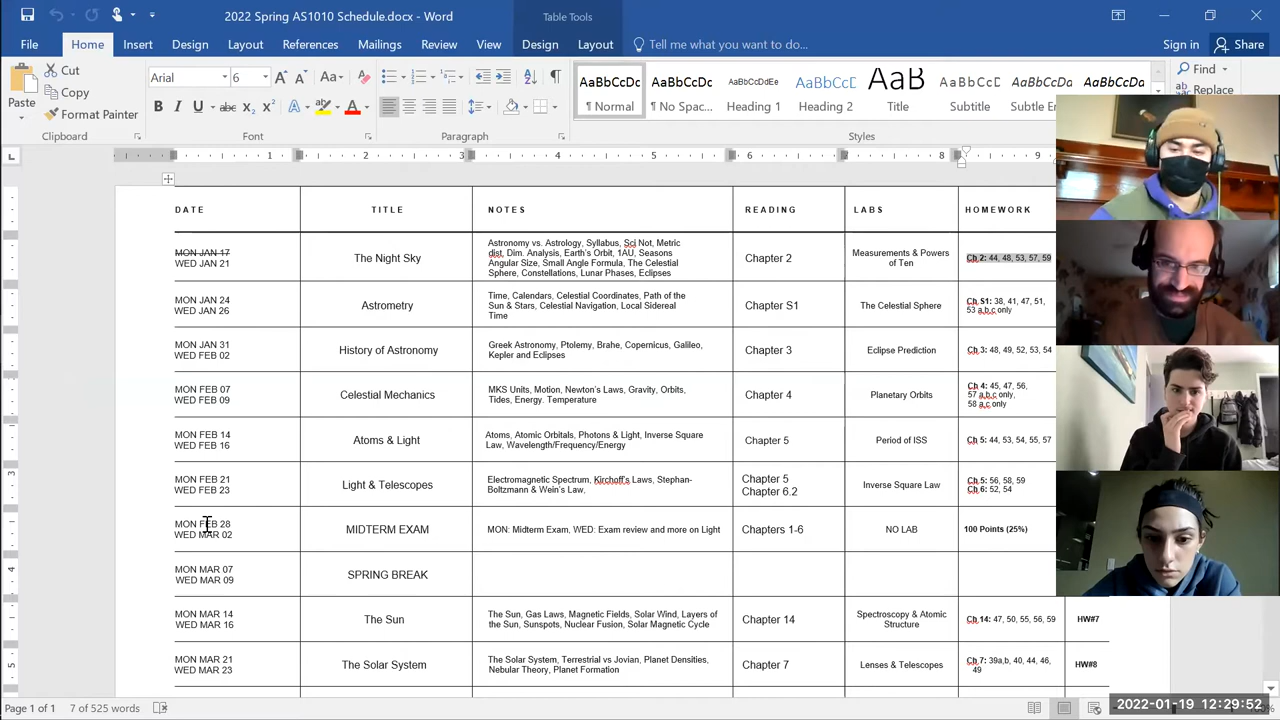 2022 Spring AS1010 Schedule.docx - Word
Table Tools
File Home Insert Design Layout References Mailings Review View Design Layout Tell me what you want to do... Sign in Share
Paste
Cut
Copy
Format Painter
Clipboard
Arial 6
Font
Paragraph
AaBbCcDc AaBbCcDc AaBbCcDdEe AaBbCcD AaB AaBbCcD AaBbCcDc AaBbCcDc
¶ Normal ¶ No Spac... Heading 1 Heading 2 Title Subtitle Subtle Em
Styles
Find
Replace
DATE TITLE NOTES READING LABS HOMEWORK
MON JAN 17
WED JAN 21
The Night Sky
Astronomy vs. Astrology, Syllabus, Sci Not, Metric
dist, Dim. Analysis, Earth's Orbit, 1AU, Seasons
Angular Size, Small Angle Formula, The Celestial
Sphere, Constellations, Lunar Phases, Eclipses
Chapter 2
Measurements & Powers
of Ten
Ch 2: 44, 48, 53, 57, 59
MON JAN 24
WED JAN 26
Astrometry
Time, Calendars, Celestial Coordinates, Path of the
Sun & Stars, Celestial Navigation, Local Sidereal
Time
Chapter S1
The Celestial Sphere
Ch S1: 38, 41, 47, 51,
53 a,b,c only
MON JAN 31
WED FEB 02
History of Astronomy
Greek Astronomy, Ptolemy, Brahe, Copernicus, Galileo,
Kepler and Eclipses
Chapter 3
Eclipse Prediction
Ch 3: 48, 49, 52, 53, 54
MON FEB 07
WED FEB 09
Celestial Mechanics
MKS Units, Motion, Newton's Laws, Gravity, Orbits,
Tides, Energy. Temperature
Chapter 4
Planetary Orbits
Ch 4: 45, 47, 56,
57 a,b,c only,
58 a,c only
MON FEB 14
WED FEB 16
Atoms & Light
Atoms, Atomic Orbitals, Photons & Light, Inverse Square
Law, Wavelength/Frequency/Energy
Chapter 5
Period of ISS
Ch 5: 44, 53, 54, 55, 57
MON FEB 21
WED FEB 23
Light & Telescopes
Electromagnetic Spectrum, Kirchoff's Laws, Stephan-
Boltzmann & Wein's Law,
Chapter 5
Chapter 6.2
Inverse Square Law
Ch 5: 56, 58, 59
Ch 6: 52, 54
MON FEB 28
WED MAR 02
MIDTERM EXAM
MON: Midterm Exam, WED: Exam review and more on Light
Chapters 1-6
NO LAB
100 Points (25%)
MON MAR 07
WED MAR 09
SPRING BREAK
MON MAR 14
WED MAR 16
The Sun
The Sun, Gas Laws, Magnetic Fields, Solar Wind, Layers of
the Sun, Sunspots, Nuclear Fusion, Solar Magnetic Cycle
Chapter 14
Spectroscopy & Atomic
Structure
Ch 14: 47, 50, 55, 56, 59
HW#7
MON MAR 21
WED MAR 23
The Solar System
The Solar System, Terrestrial vs Jovian, Planet Densities,
Nebular Theory, Planet Formation
Chapter 7
Lenses & Telescopes
Ch 7: 39a,b, 40, 44, 46,
49
HW#8
Page 1 of 1 7 of 525 words
2022-01-19 12:29:52